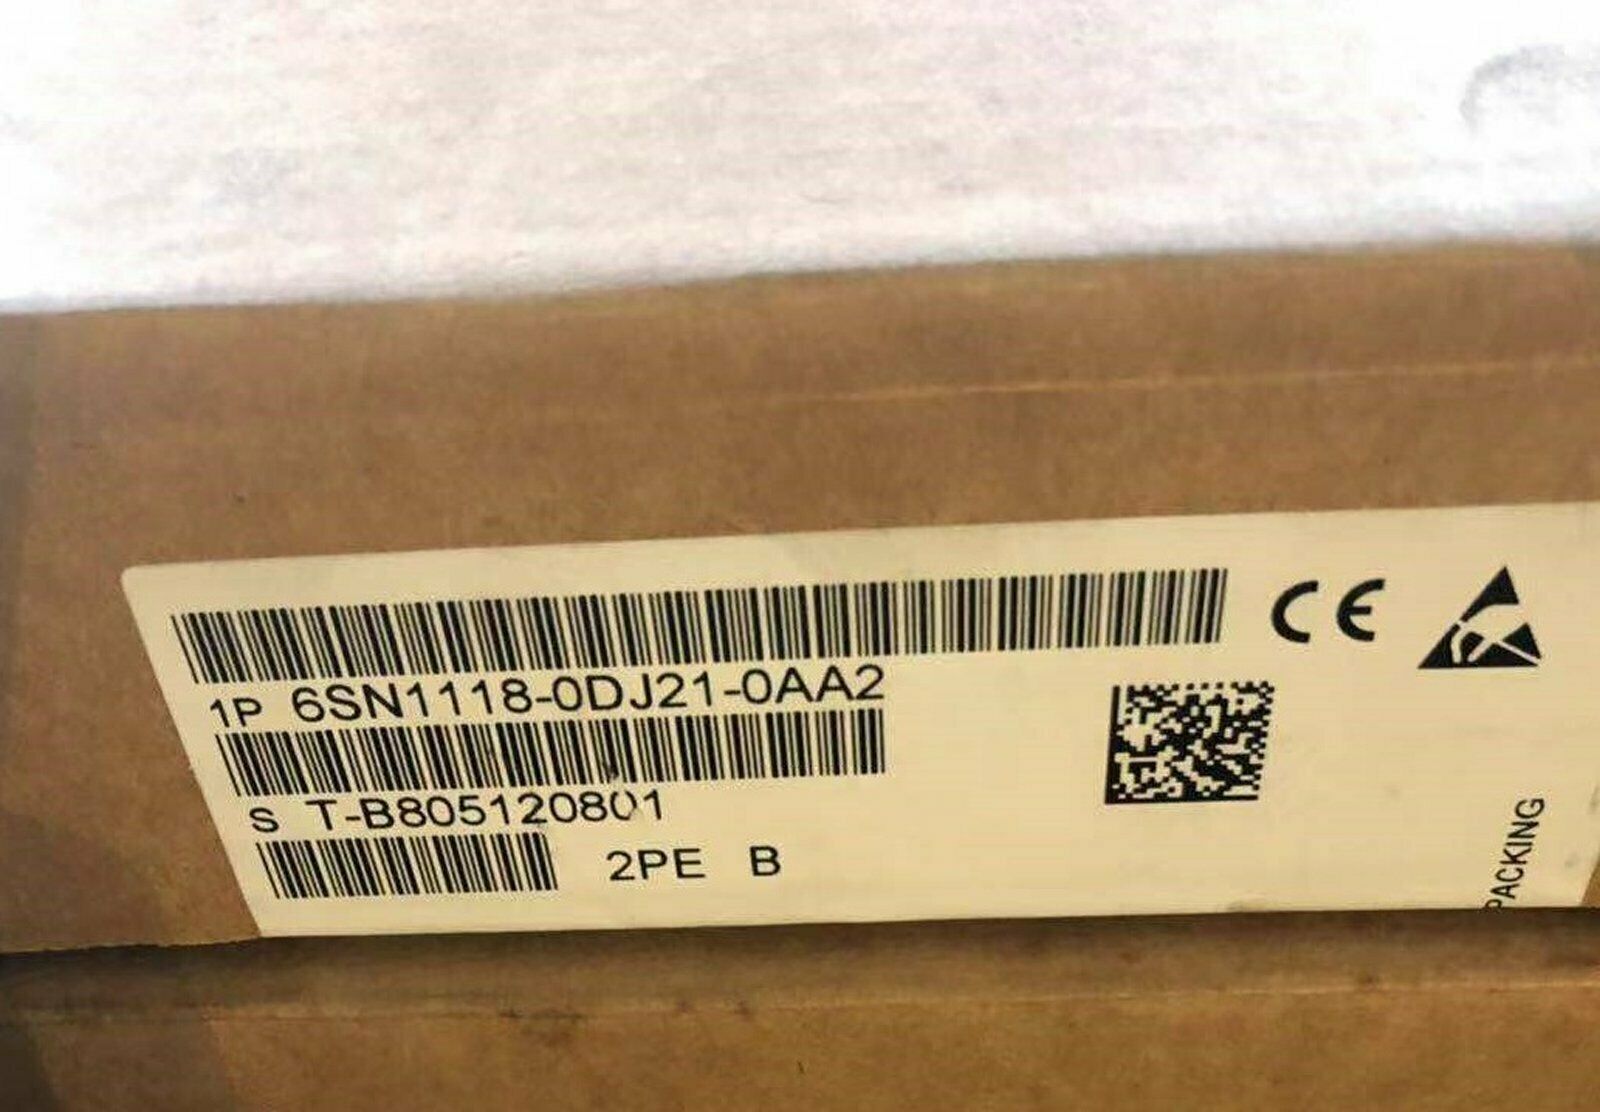 1P 6SN1118-0DJ21-0AA2
S T-B805120801
2PE B
CE
PACKING